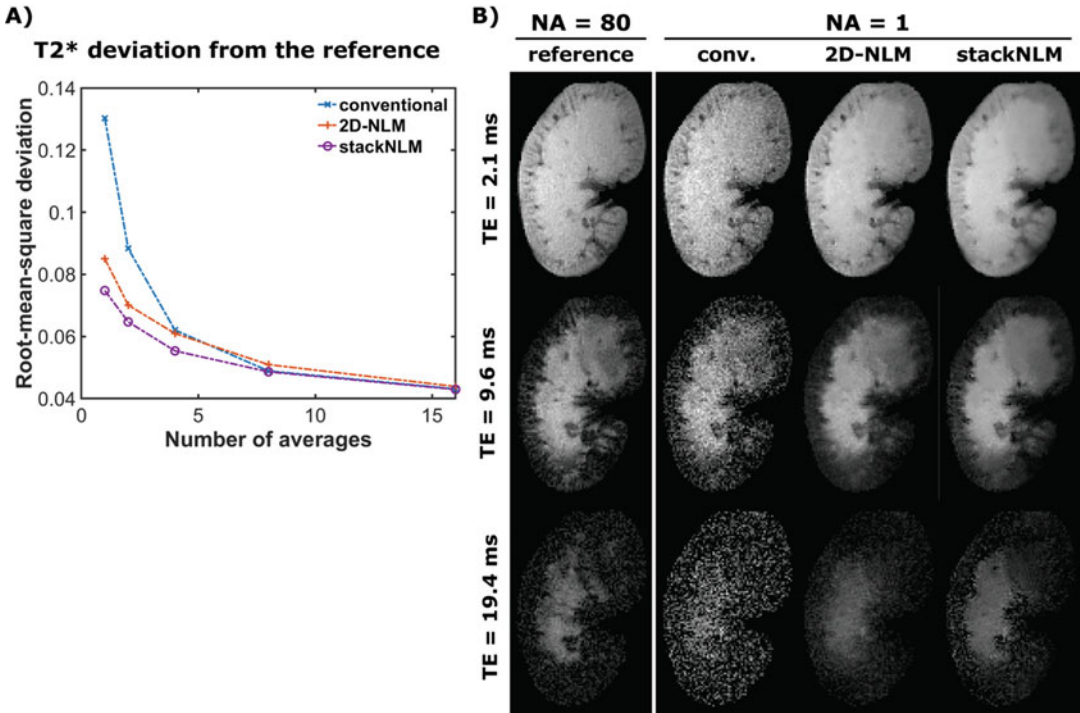 A)
T2* deviation from the reference
0.14
0.12
0.1
0.08
0.06
0.04
Root-mean-square deviation
conventional
2D-NLM
stackNLM
0
5
10
15
Number of averages
B)
NA = 80
NA = 1
reference
conv.
2D-NLM
stackNLM
TE = 2.1 ms
TE = 9.6 ms
TE = 19.4 ms